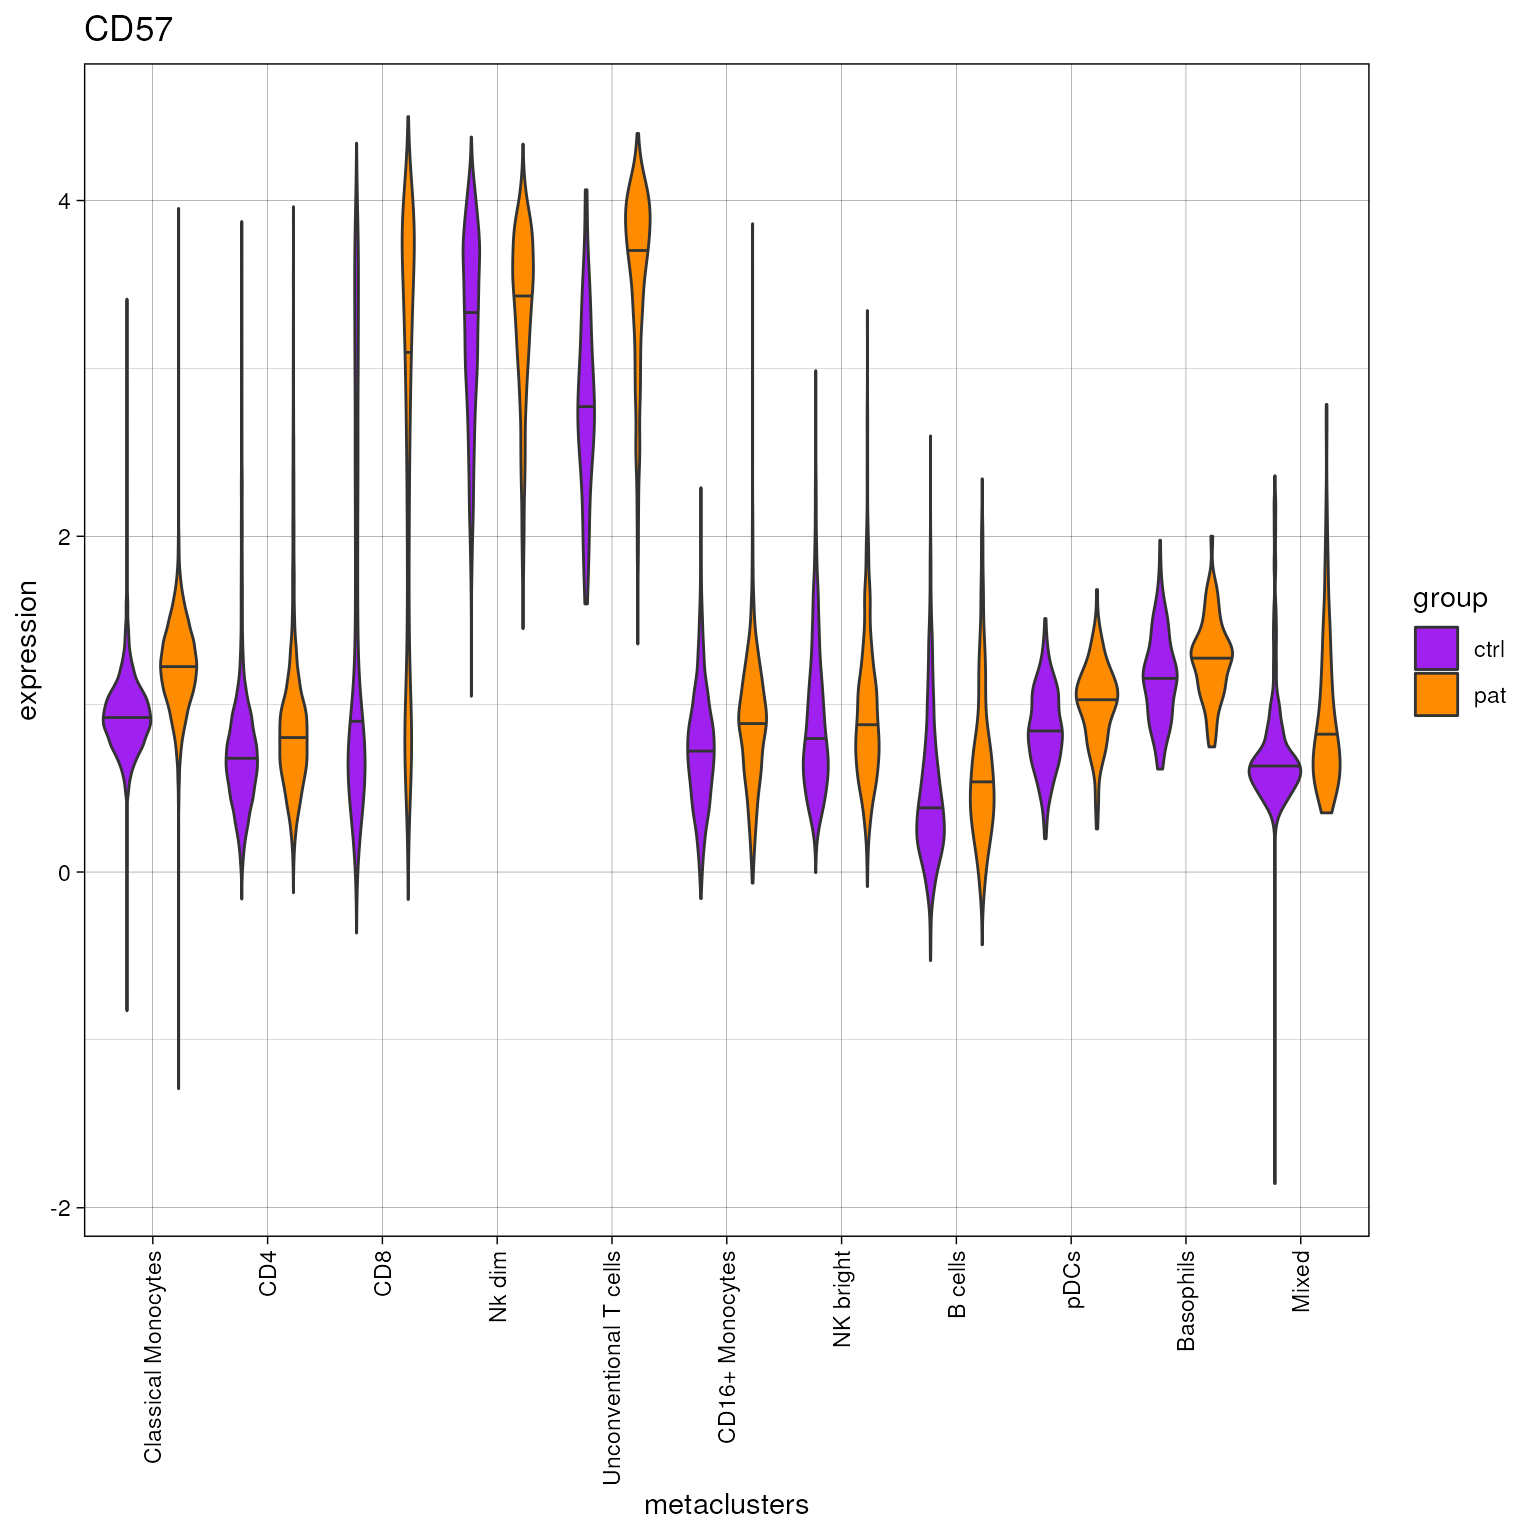 CD57
expression
4
2
0
-2
Classical Monocytes
CD4
CD8
Nk dim
Unconventional T cells
CD16+ Monocytes
NK bright
B cells
pDCs
Basophils
Mixed
metaclusters
group
ctrl
pat